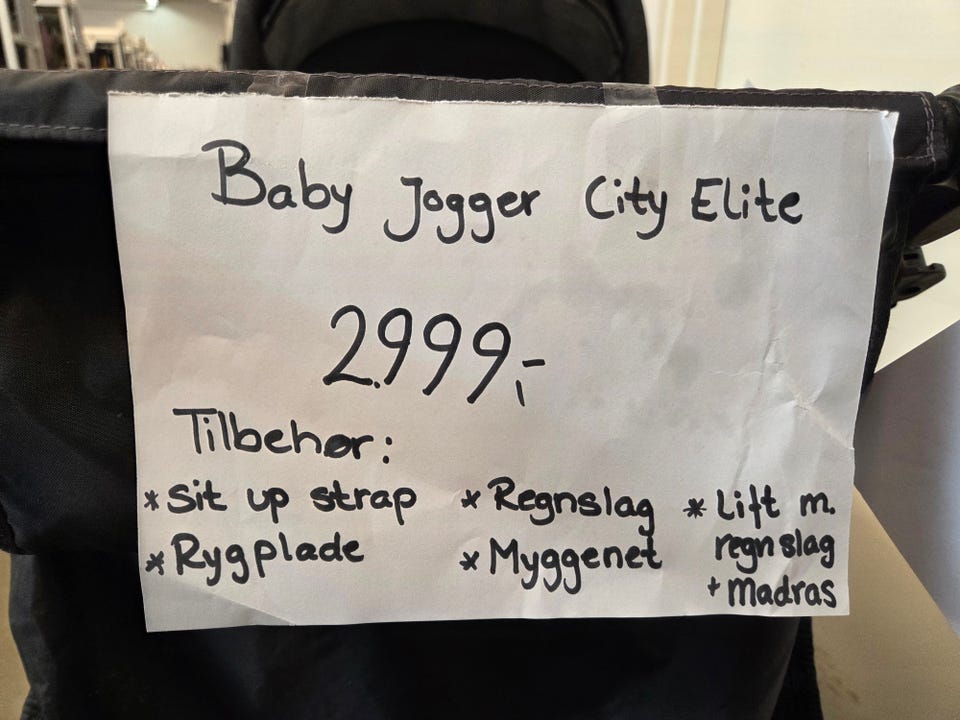 Baby Jogger City Elite
2.999,-
Tilbehør:
* Sit up strap
* Rygplade
* Regnslag
* Myggenet
* Lift m.
regnslag
+ Madras